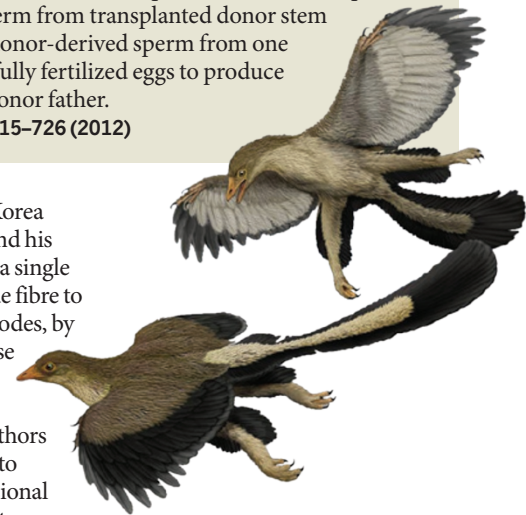 erm from transplanted donor stem
onor-derived sperm from one
fully fertilized eggs to produce
onor father.
15–726 (2012)
Korea
nd his
a single
e fibre to
odes, by
se
thors
to
ional